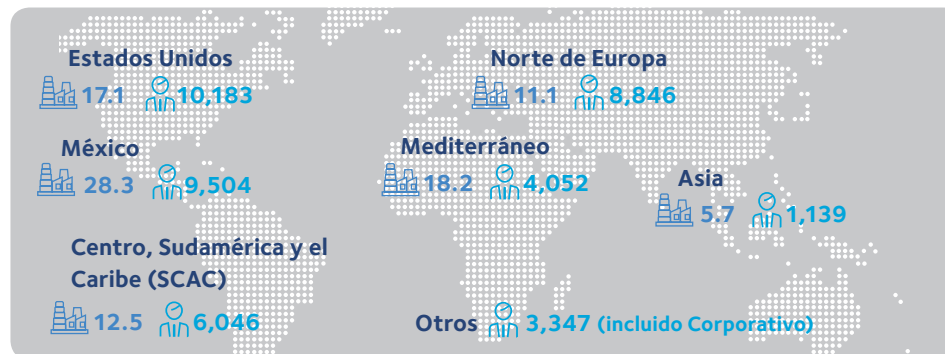 Estados Unidos
17.1 10,183
Norte de Europa
11.1 8,846
México
28.3 9,504
Mediterráneo
18.2 4,052
Asia
5.7 1,139
Centro, Sudamérica y el
Caribe (SCAC)
12.5 6,046
Otros 3,347 (incluido Corporativo)